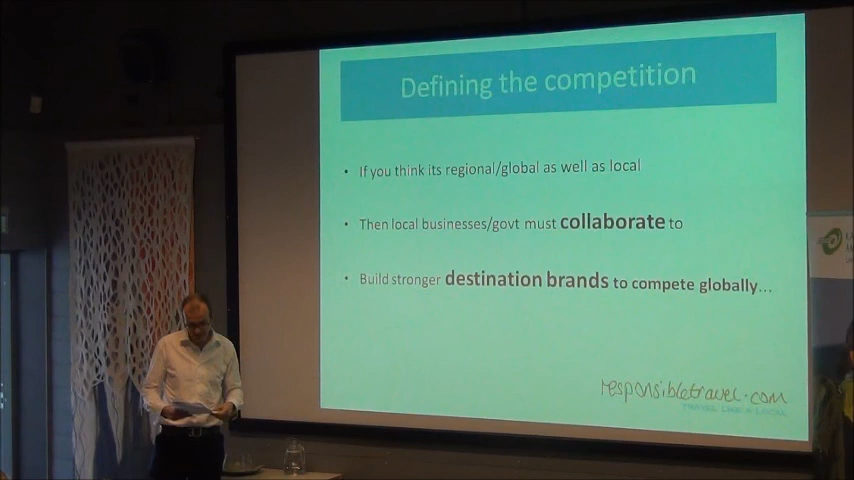 Defining the competition
• If you think its regional/global as well as local
• Then local businesses/govt must collaborate to
• Build stronger destination brands to compete globally...
responsibletravel.com
TRAVEL LIKE A LOCAL